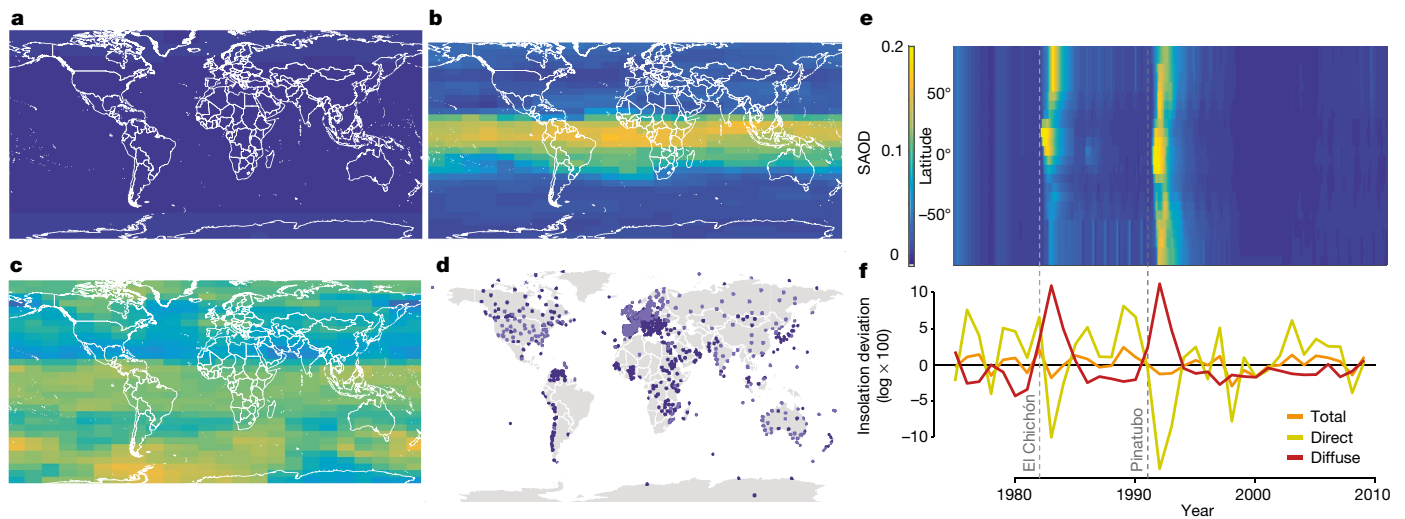 a
b
c
d
e
0.2
0.1
0
SAOD
Latitude
50°
0°
−50°
f
10
5
0
−5
−10
Insolation deviation
(log × 100)
El Chichón
Pinatubo
Total
Direct
Diffuse
1980
1990
2000
2010
Year